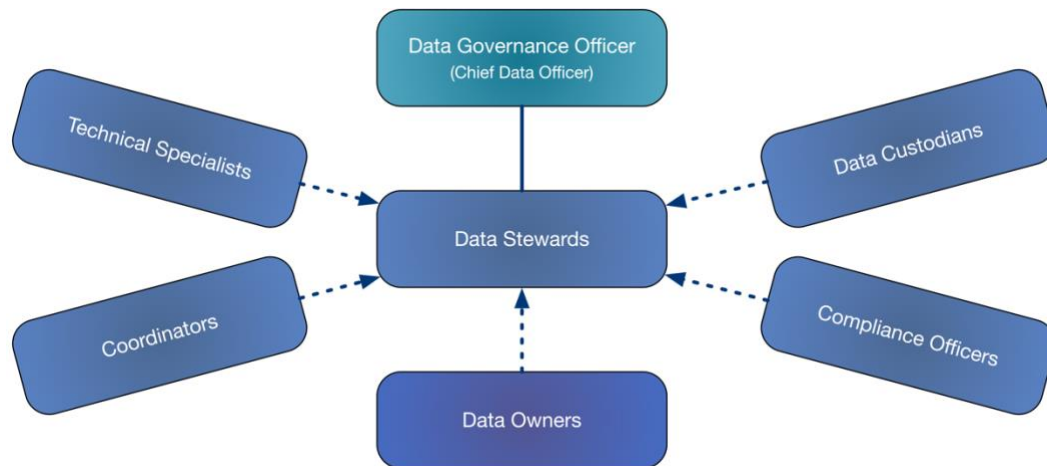 Data Governance Officer
(Chief Data Officer)
Technical Specialists
Data Custodians
Data Stewards
Coordinators
Compliance Officers
Data Owners